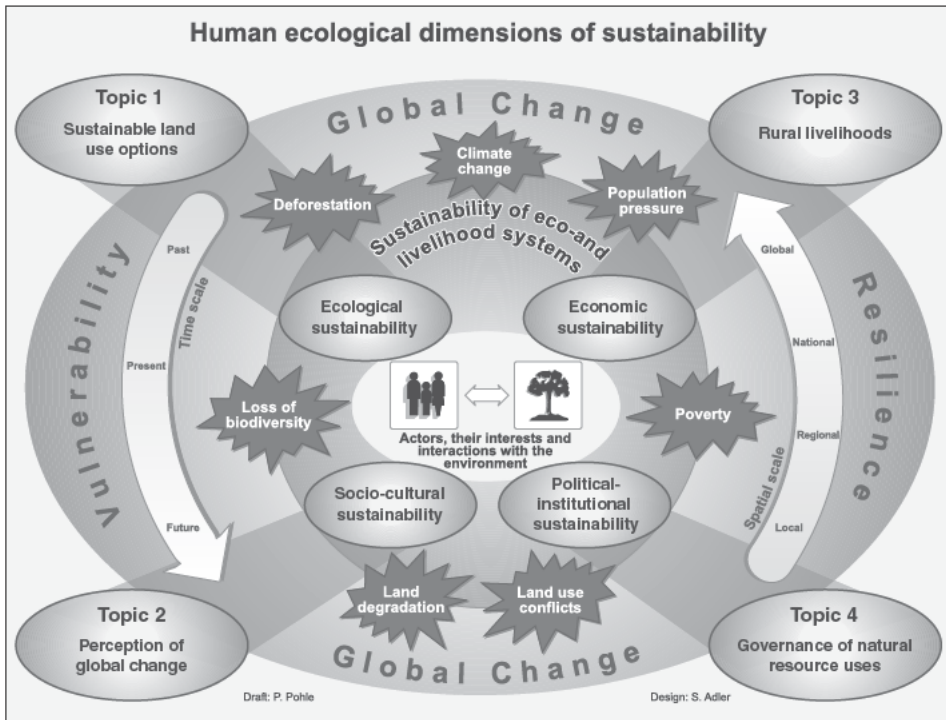 Human ecological dimensions of sustainability
Topic 1
Sustainable land
use options
Global Change
Topic 3
Rural livelihoods
Climate
change
Deforestation
Population
pressure
Sustainability of eco-and
livelihood systems
Vulnerability
Past
Time scale
Present
Future
Resilience
Global
National
Regional
Local
Spatial scale
Ecological
sustainability
Economic
sustainability
Loss of
biodiversity
Poverty
Actors, their interests and
interactions with the
environment
Socio-cultural
sustainability
Political-
institutional
sustainability
Land
degradation
Land use
conflicts
Topic 2
Perception of
global change
Global Change
Topic 4
Governance of natural
resource uses
Draft: P. Pohle
Design: S. Adler